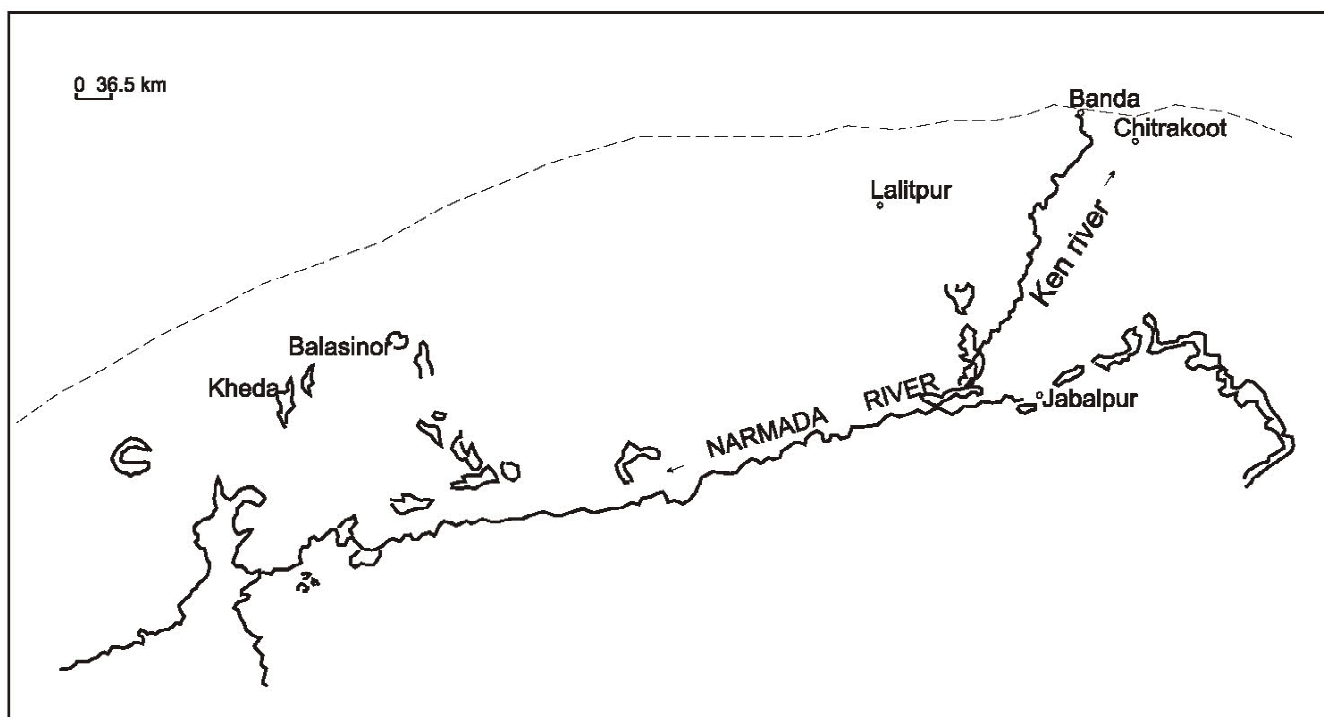 0 36.5 km
Banda
Chitrakoot
Lalitpur
Ken river
Balasinor
Kheda
NARMADA RIVER
Jabalpur